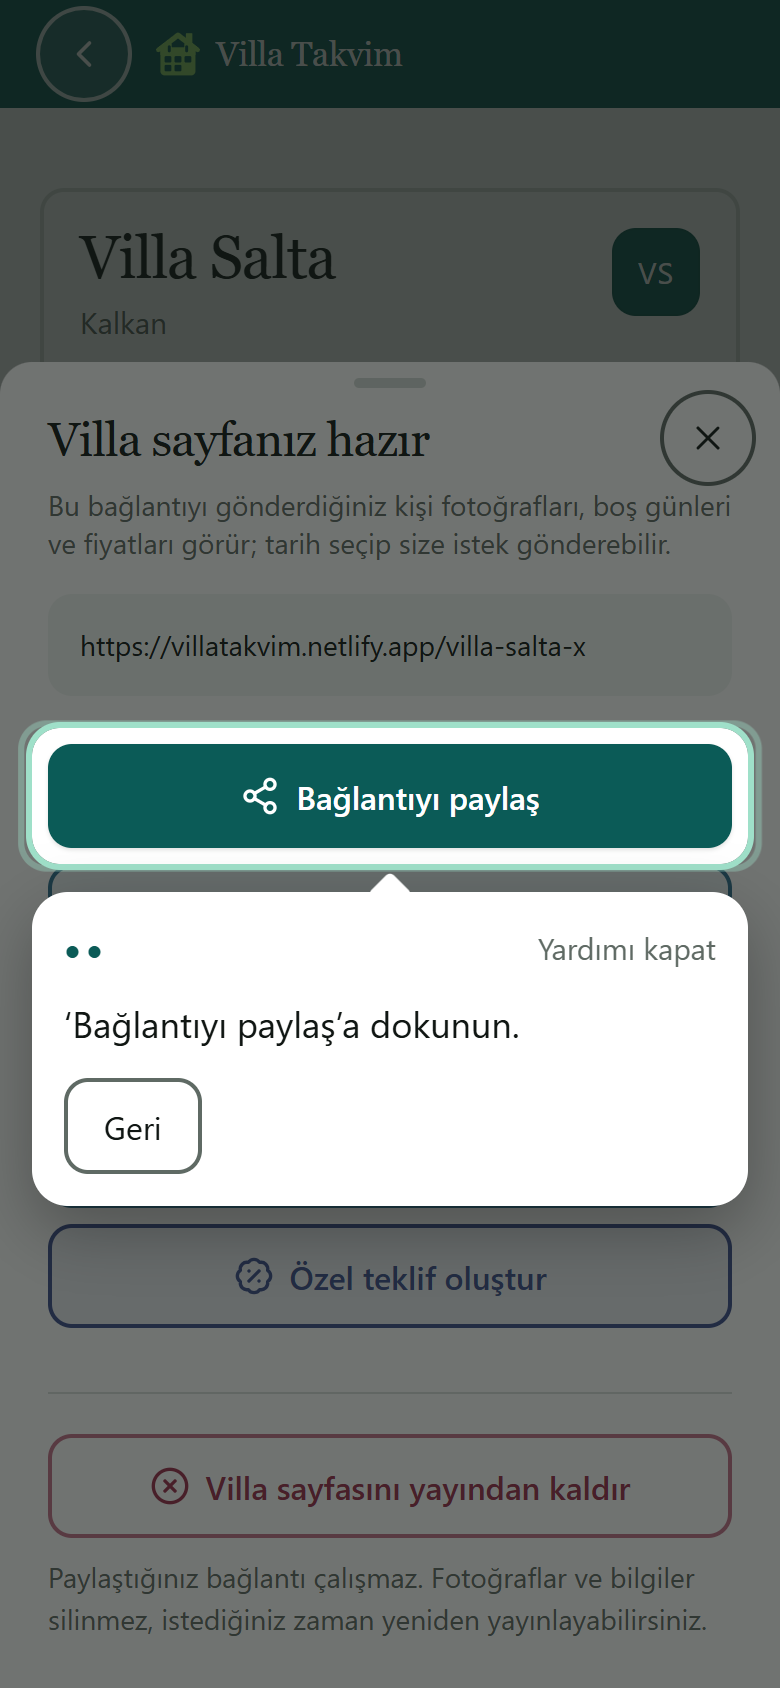 Villa Takvim
Villa Salta
VS
Kalkan
Villa sayfanız hazır
Bu bağlantıyı gönderdiğiniz kişi fotoğrafları, boş günleri
ve fiyatları görür; tarih seçip size istek gönderebilir.
https://villatakvim.netlify.app/villa-salta-x
Bağlantıyı paylaş
Yardımı kapat
‘Bağlantıyı paylaş’a dokunun.
Geri
Özel teklif oluştur
Villa sayfasını yayından kaldır
Paylaştığınız bağlantı çalışmaz. Fotoğraflar ve bilgiler
silinmez, istediğiniz zaman yeniden yayınlayabilirsiniz.